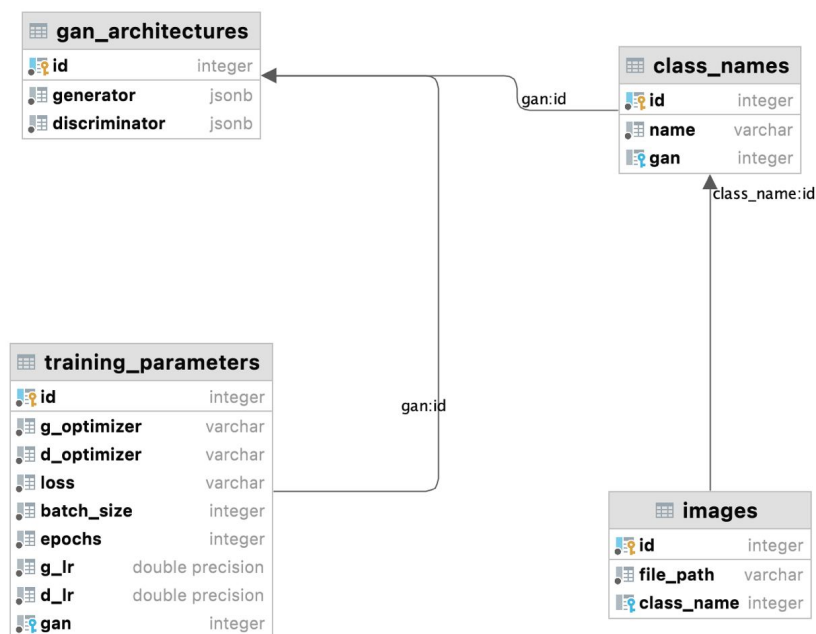 gan_architectures
id integer
generator jsonb
discriminator jsonb
class_names
id integer
name varchar
gan integer
gan:id
class_name:id
training_parameters
id integer
g_optimizer varchar
d_optimizer varchar
loss varchar
batch_size integer
epochs integer
g_lr double precision
d_lr double precision
gan integer
gan:id
images
id integer
file_path varchar
class_name integer